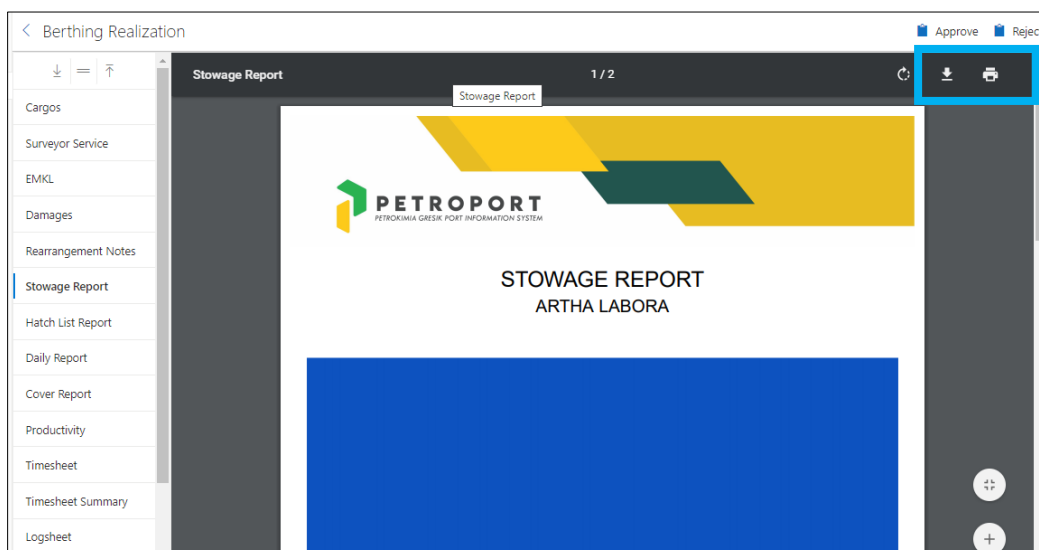 Berthing Realization
Approve
Rejec
Stowage Report
1 / 2
Stowage Report
Cargos
Surveyor Service
EMKL
Damages
Rearrangement Notes
Stowage Report
Hatch List Report
Daily Report
Cover Report
Productivity
Timesheet
Timesheet Summary
Logsheet
PETROPORT
PETROKIMIA GRESIK PORT INFORMATION SYSTEM
STOWAGE REPORT
ARTHA LABORA